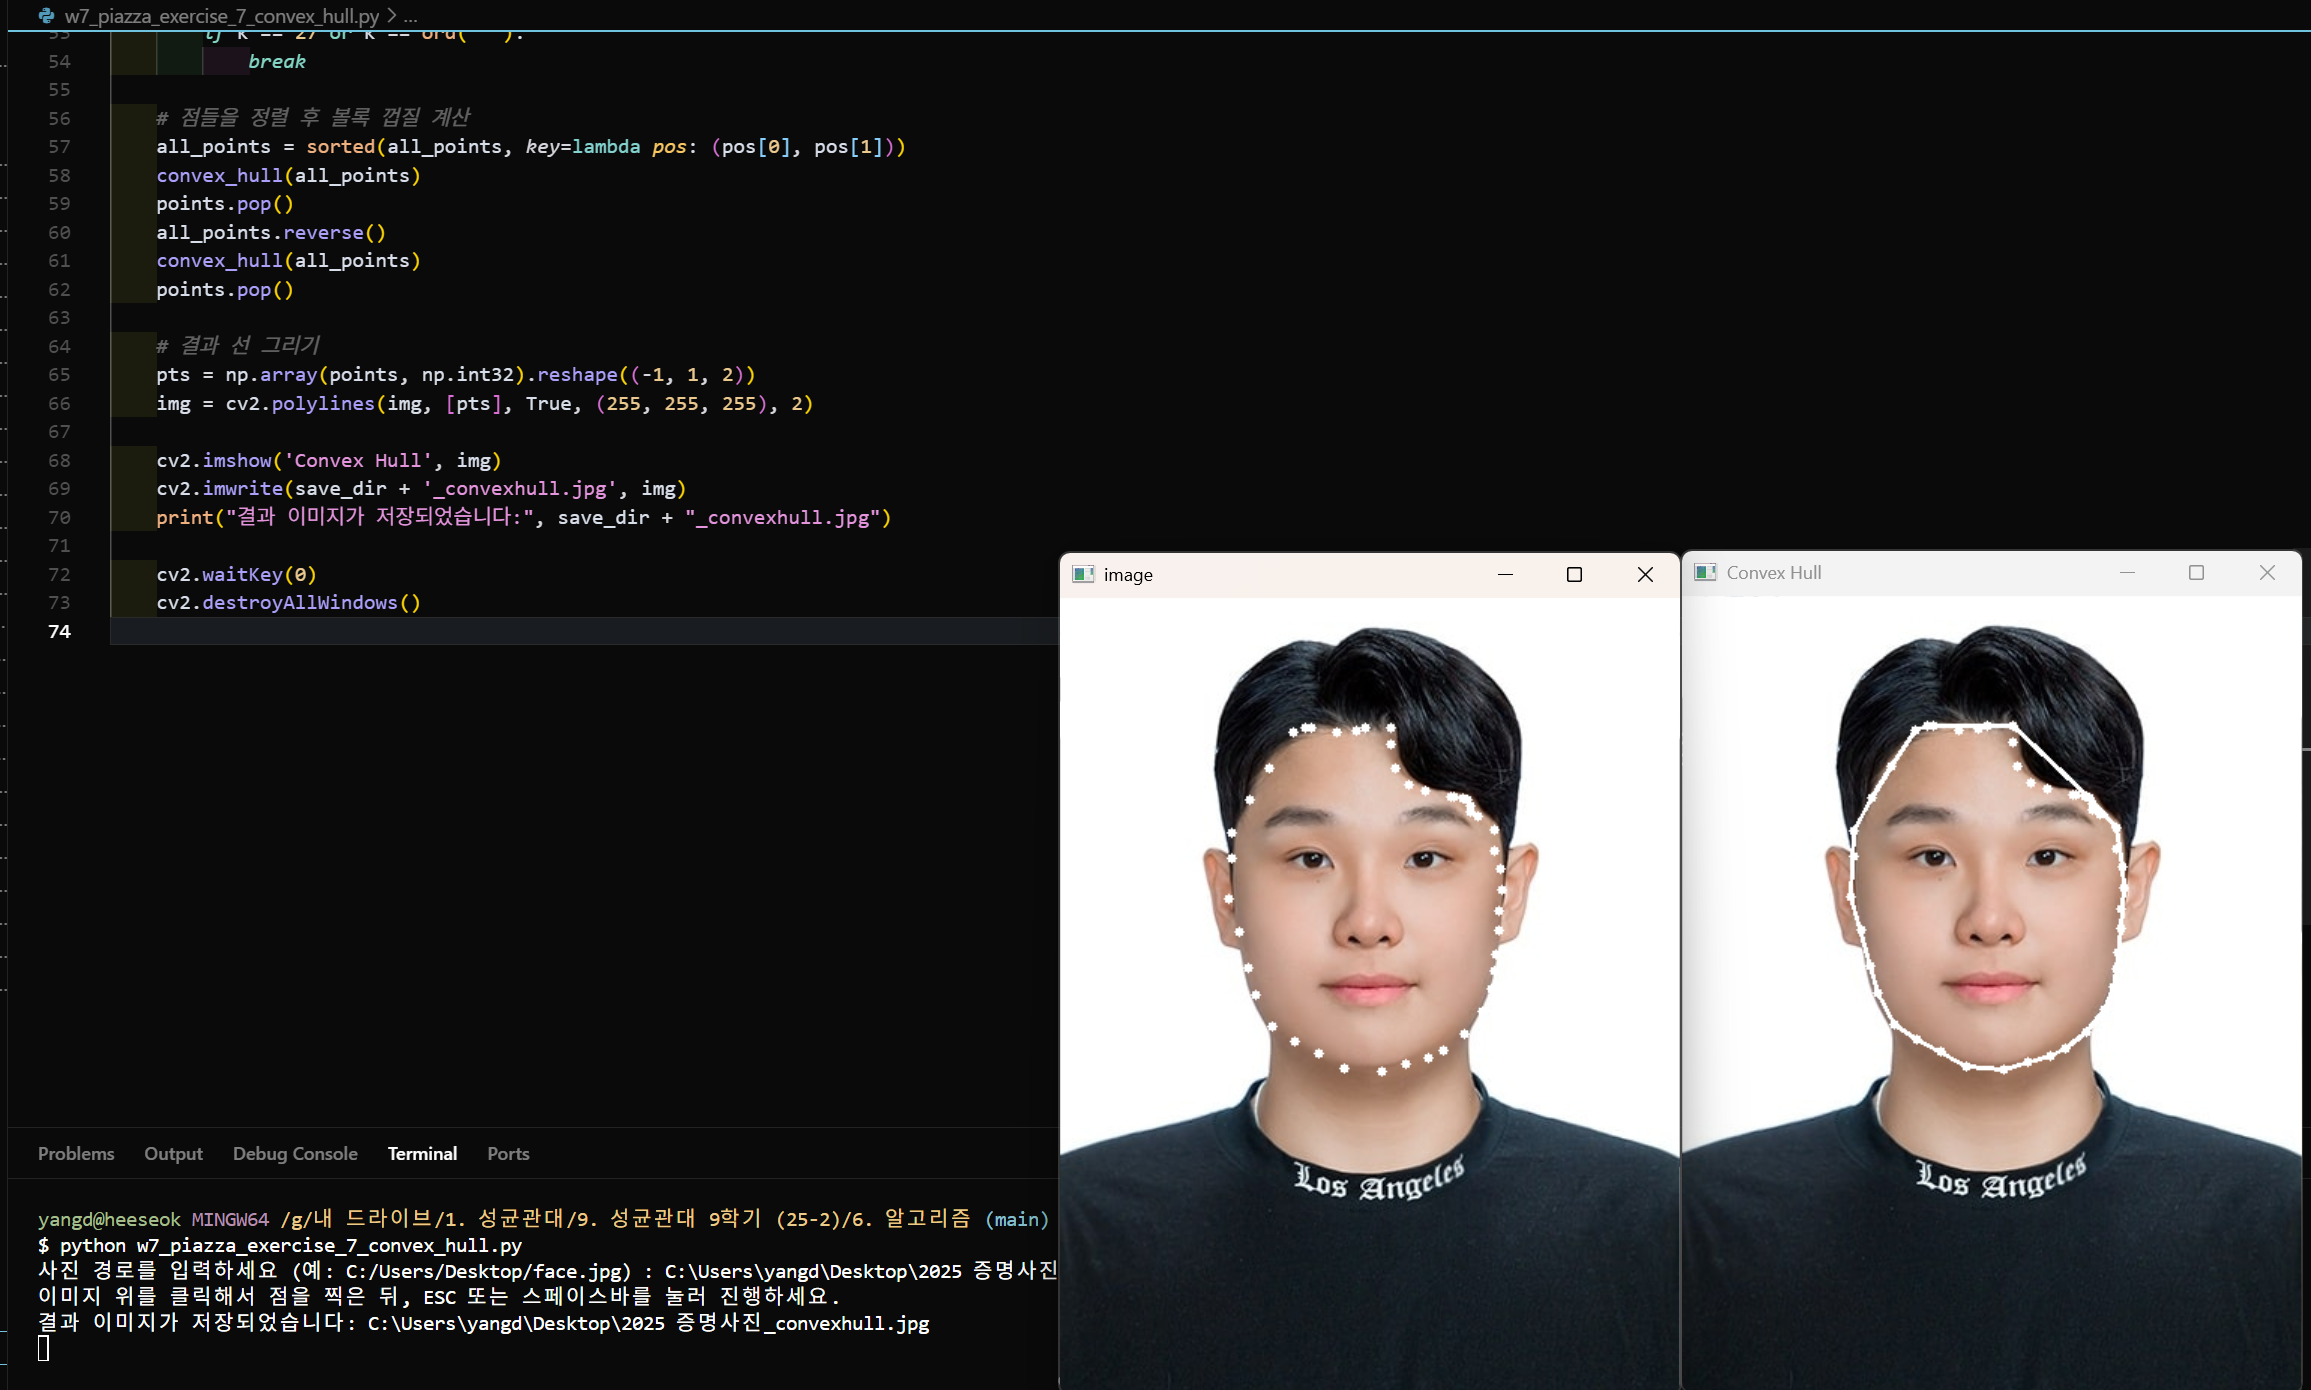 w7_piazza_exercise_7_convex_hull.py > ...
53 if k == 27 or k == ord(' '):
54 break
55
56 # 점들을 정렬 후 볼록 껍질 계산
57 all_points = sorted(all_points, key=lambda pos: (pos[0], pos[1]))
58 convex_hull(all_points)
59 points.pop()
60 all_points.reverse()
61 convex_hull(all_points)
62 points.pop()
63
64 # 결과 선 그리기
65 pts = np.array(points, np.int32).reshape((-1, 1, 2))
66 img = cv2.polylines(img, [pts], True, (255, 255, 255), 2)
67
68 cv2.imshow('Convex Hull', img)
69 cv2.imwrite(save_dir + '_convexhull.jpg', img)
70 print("결과 이미지가 저장되었습니다:", save_dir + "_convexhull.jpg")
71
72 cv2.waitKey(0)
73 cv2.destroyAllWindows()
74
image
Convex Hull
Los Angeles
Los Angeles
Problems Output Debug Console Terminal Ports
yangd@heeseok MINGW64 /g/내 드라이브/1. 성균관대/9. 성균관대 9학기 (25-2)/6. 알고리즘 (main)
$ python w7_piazza_exercise_7_convex_hull.py
사진 경로를 입력하세요 (예: C:/Users/Desktop/face.jpg) : C:\Users\yangd\Desktop\2025 증명사진
이미지 위를 클릭해서 점을 찍은 뒤, ESC 또는 스페이스바를 눌러 진행하세요.
결과 이미지가 저장되었습니다: C:\Users\yangd\Desktop\2025 증명사진_convexhull.jpg